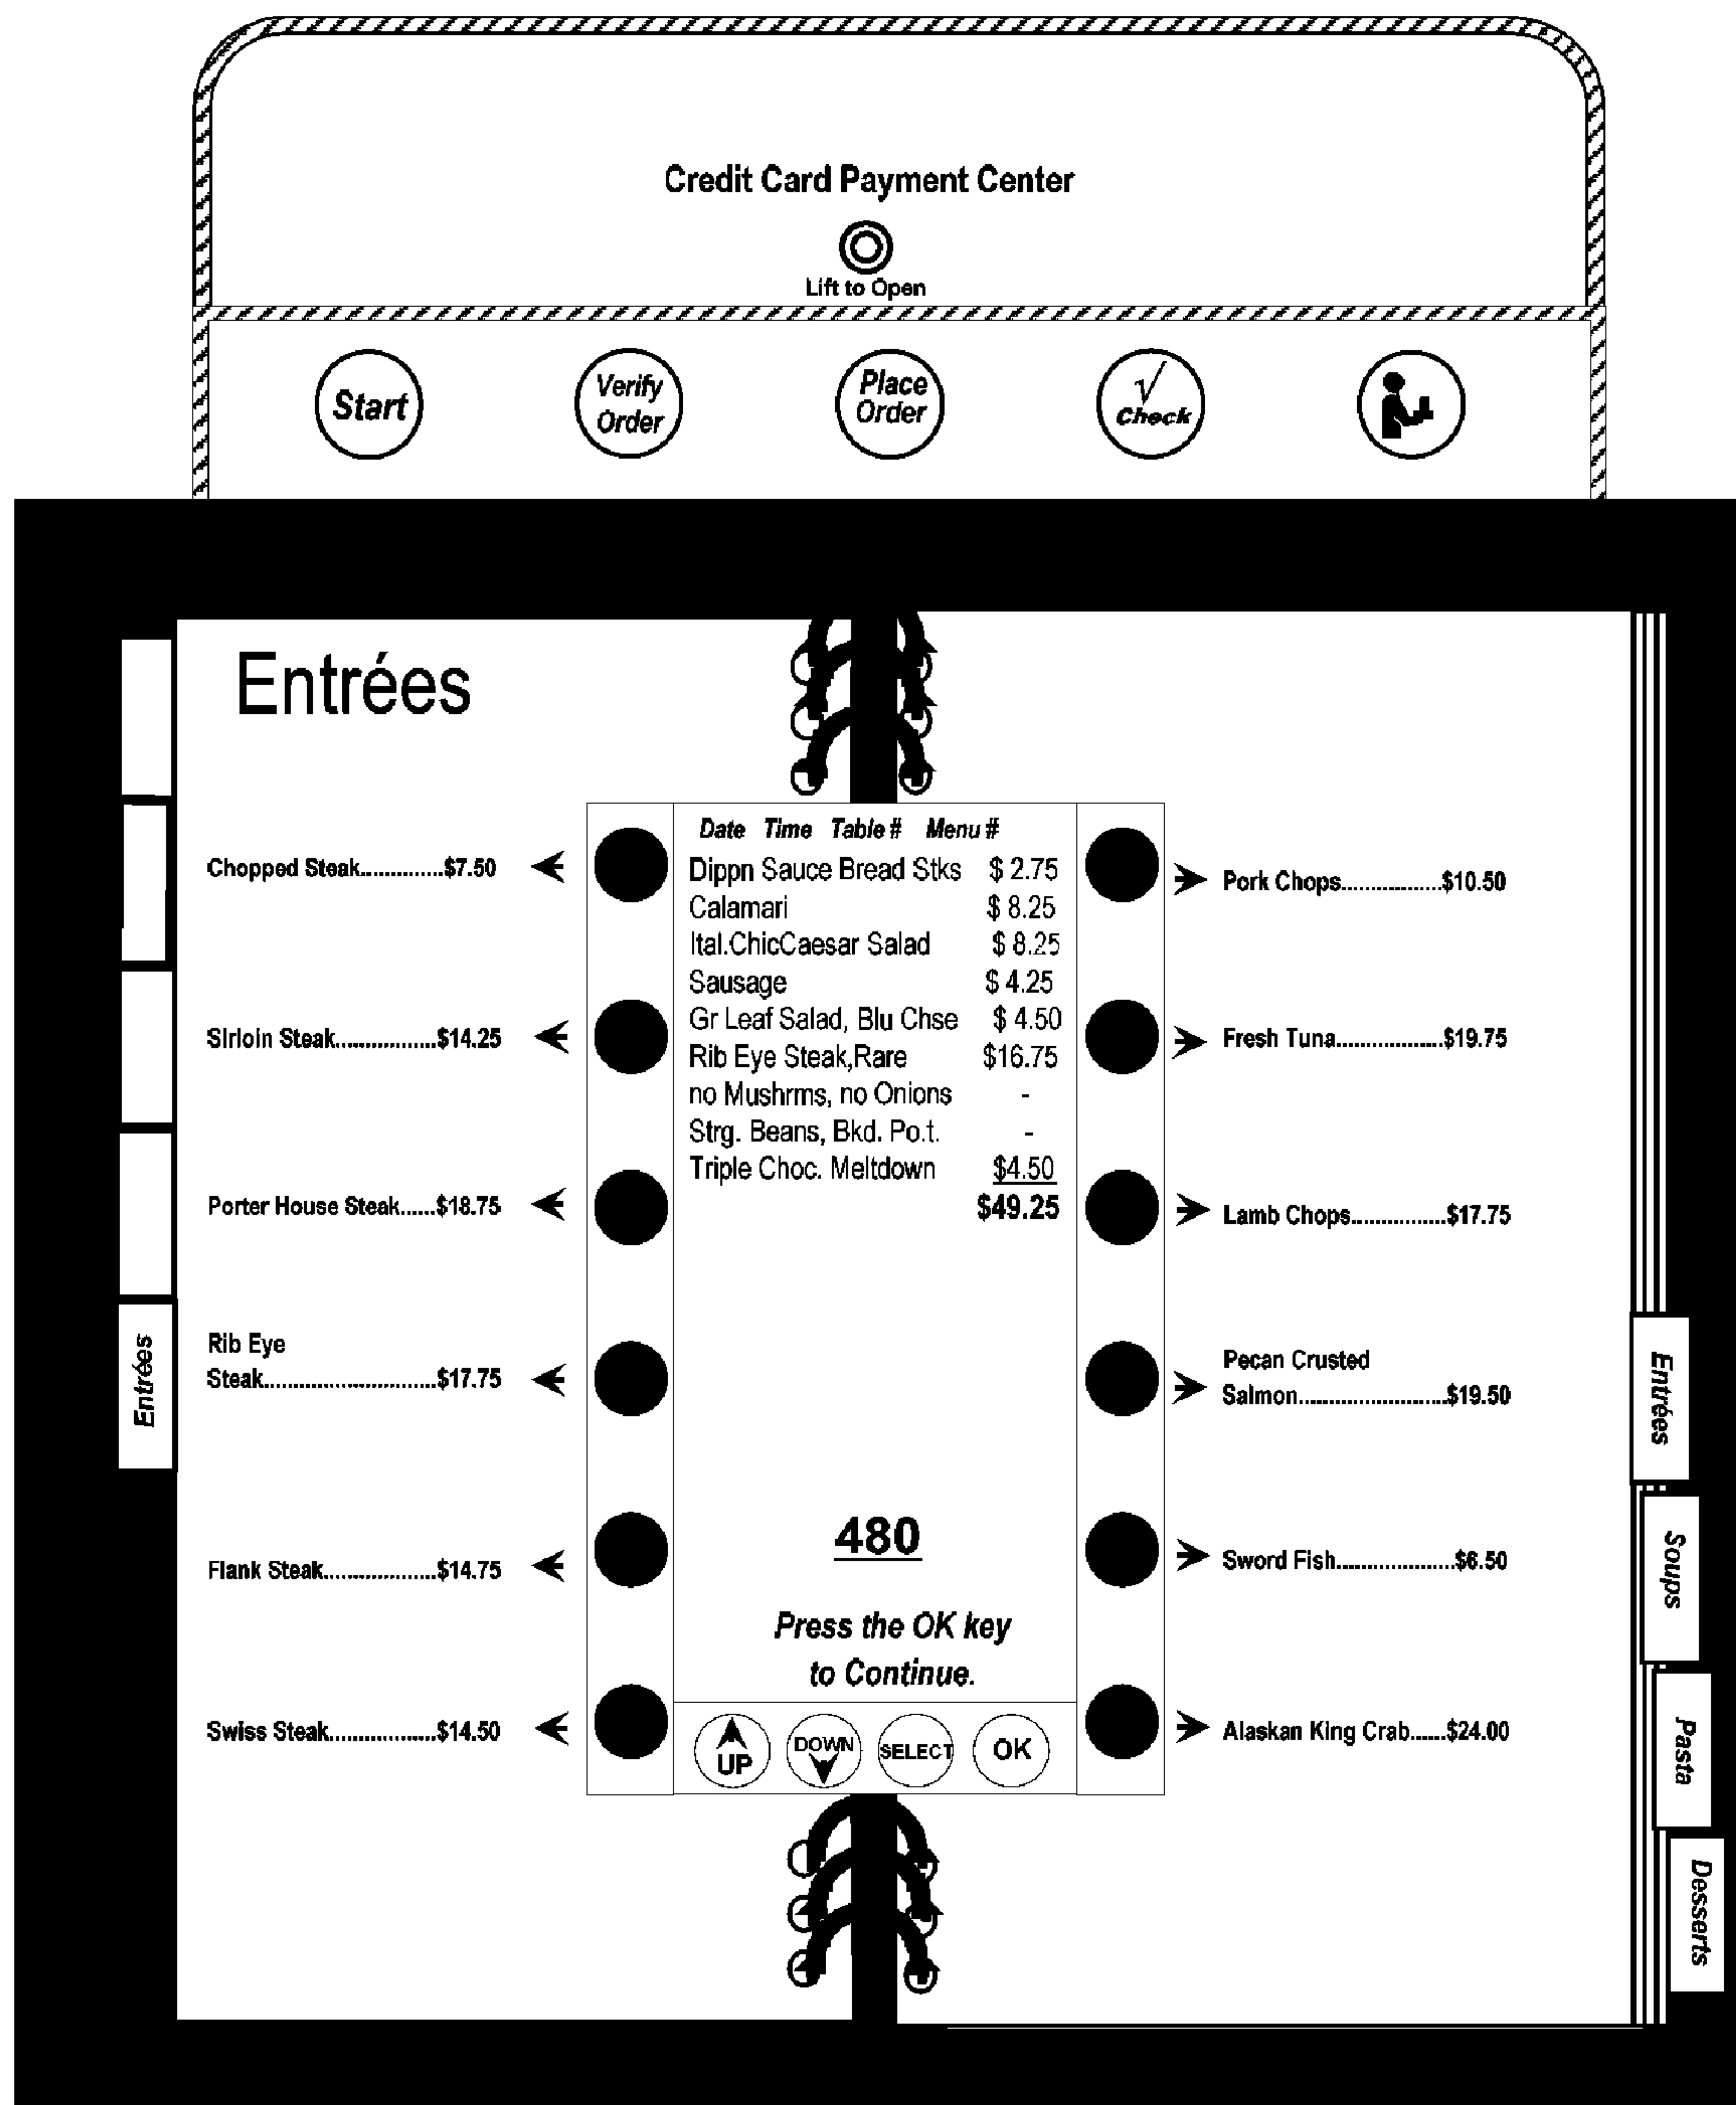 Credit Card Payment Center
Lift to Open
Start
Verify
Order
Place
Order
√
Check
Entrées
Chopped Steak..............$7.50
Sirloin Steak.................$14.25
Porter House Steak......$18.75
Rib Eye
Steak............................$17.75
Flank Steak...................$14.75
Swiss Steak..................$14.50
Entrées
Date Time Table # Menu #
Dippn Sauce Bread Stks $ 2.75
Calamari $ 8.25
Ital.ChicCaesar Salad $ 8.25
Sausage $ 4.25
Gr Leaf Salad, Blu Chse $ 4.50
Rib Eye Steak,Rare $16.75
no Mushrms, no Onions -
Strg. Beans, Bkd. Po.t. -
Triple Choc. Meltdown $4.50
$49.25
480
Press the OK key
to Continue.
UP
DOWN
SELECT
OK
Pork Chops.................$10.50
Fresh Tuna..................$19.75
Lamb Chops................$17.75
Pecan Crusted
Salmon.........................$19.50
Sword Fish....................$6.50
Alaskan King Crab......$24.00
Entrées
Soups
Pasta
Desserts